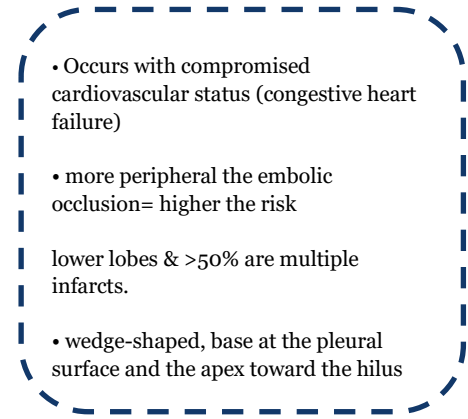 • Occurs with compromised
cardiovascular status (congestive heart
failure)
• more peripheral the embolic
occlusion= higher the risk
lower lobes & >50% are multiple
infarcts.
• wedge-shaped, base at the pleural
surface and the apex toward the hilus